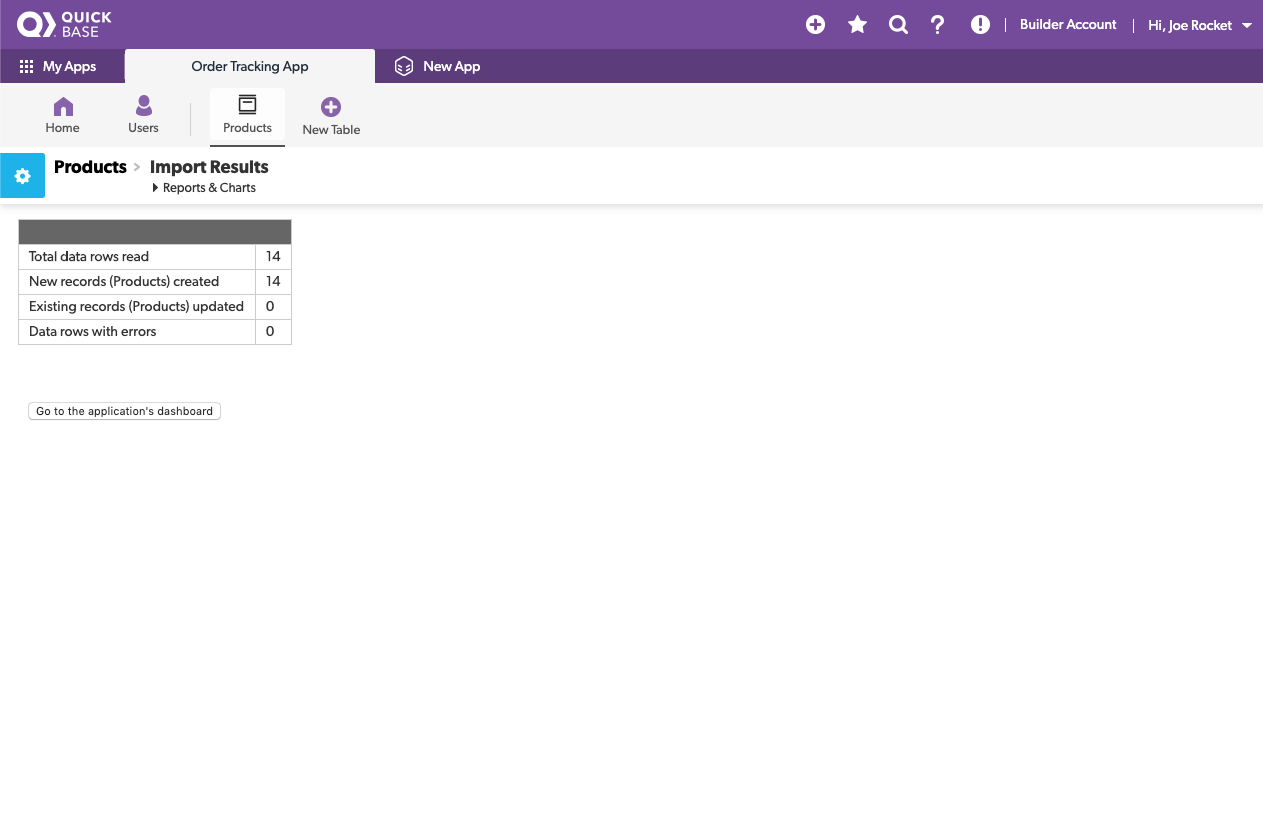 QUICK
BASE
Builder Account
Hi, Joe Rocket
My Apps
Order Tracking App
New App
Home
Users
Products
New Table
Products > Import Results
Reports & Charts
Total data rows read 14
New records (Products) created 14
Existing records (Products) updated 0
Data rows with errors 0
Go to the application's dashboard